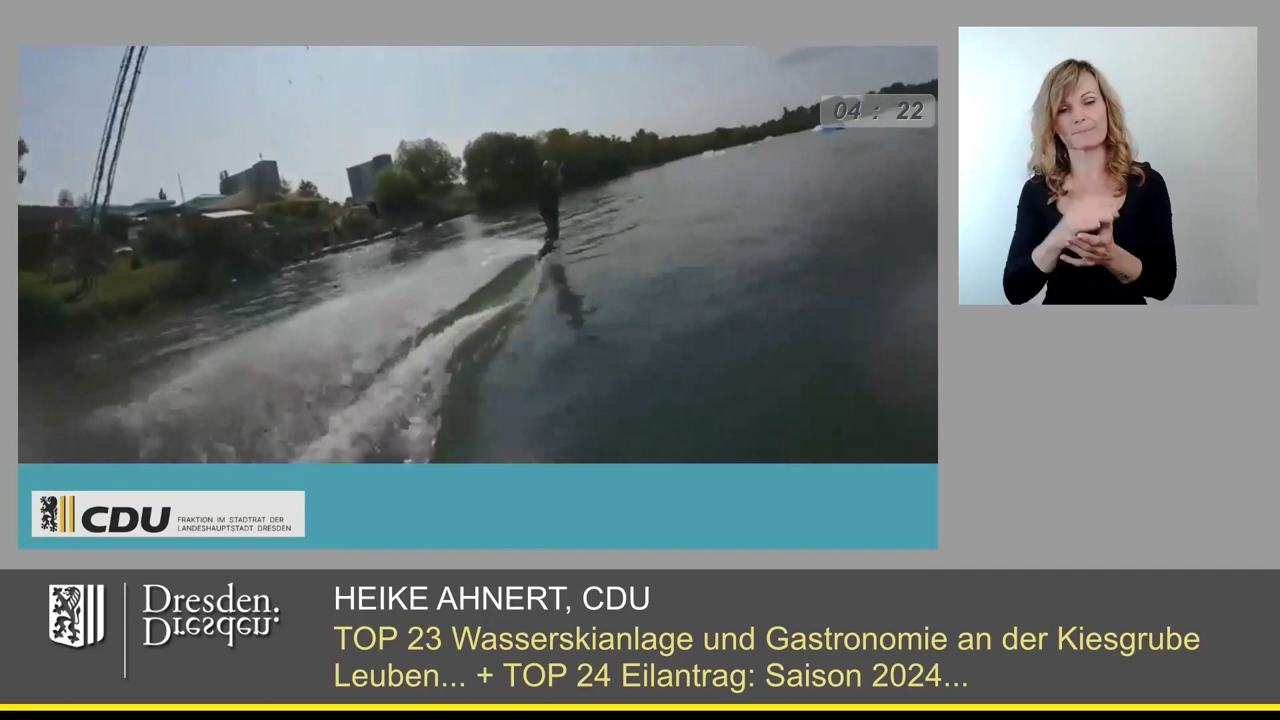 04 : 22
CDU
FRAKTION IM STADTRAT DER
LANDESHAUPTSTADT DRESDEN
Dresden.
Dresden.
HEIKE AHNERT, CDU
TOP 23 Wasserskianlage und Gastronomie an der Kiesgrube
Leuben... + TOP 24 Eilantrag: Saison 2024...